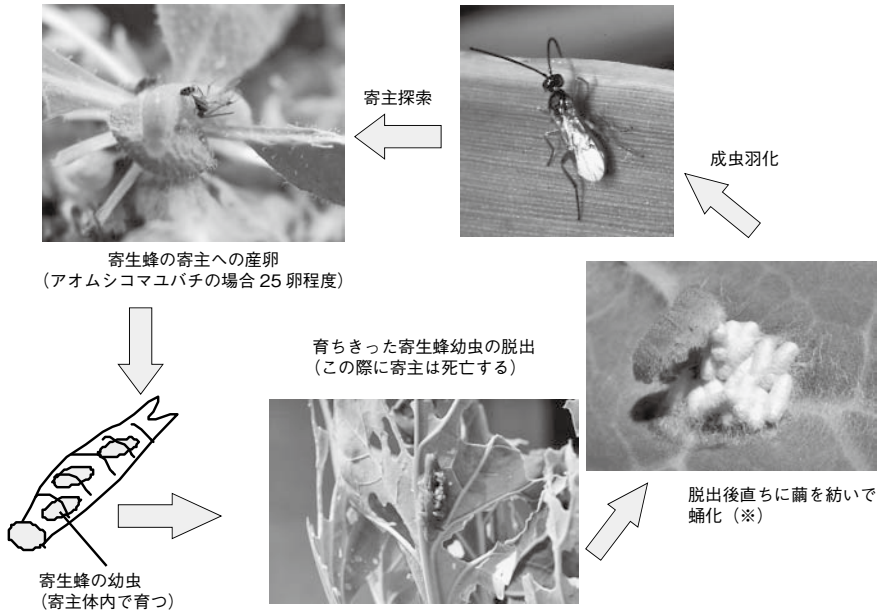 寄主探索
成虫羽化
寄生蜂の寄主への産卵
（アオムシコマユバチの場合 25 卵程度）
育ちきった寄生蜂幼虫の脱出
（この際に寄主は死亡する）
脱出後直ちに繭を紡いで
蛹化（※）
寄生蜂の幼虫
（寄主体内で育つ）